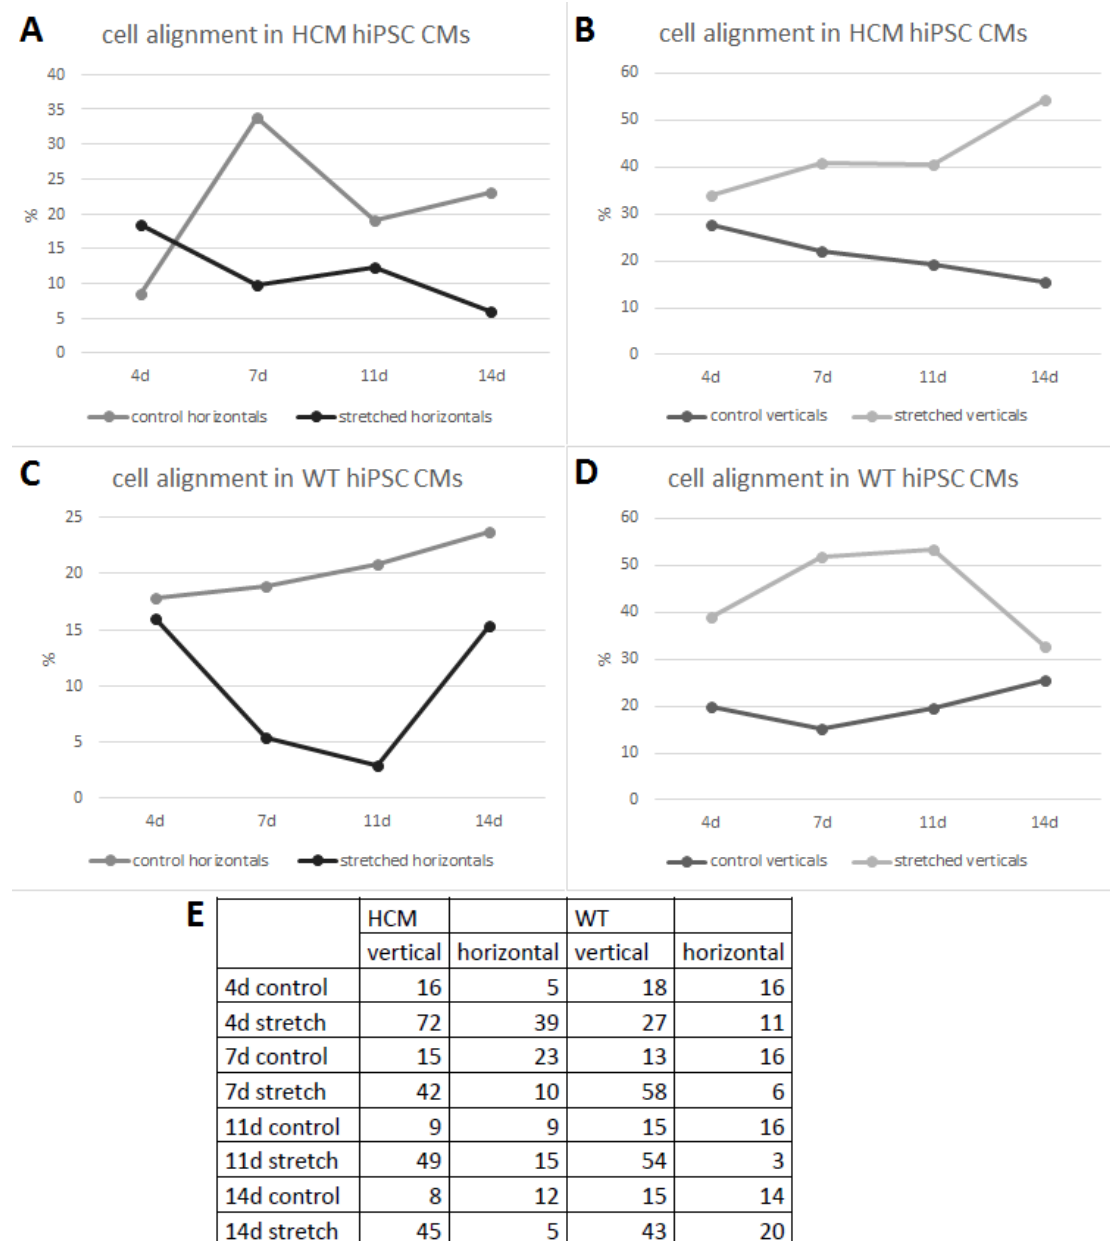 A
cell alignment in HCM hiPSC CMs
40
35
30
25
20
15
10
5
0
%
4d 7d 11d 14d
control horizontals stretched horizontals
B
cell alignment in HCM hiPSC CMs
60
50
40
30
20
10
0
%
4d 7d 11d 14d
control verticals stretched verticals
C
cell alignment in WT hiPSC CMs
25
20
15
10
5
0
%
4d 7d 11d 14d
control horizontals stretched horizontals
D
cell alignment in WT hiPSC CMs
60
50
40
30
20
10
0
%
4d 7d 11d 14d
control verticals stretched verticals
E
HCM WT
vertical horizontal vertical horizontal
4d control 16 5 18 16
4d stretch 72 39 27 11
7d control 15 23 13 16
7d stretch 42 10 58 6
11d control 9 9 15 16
11d stretch 49 15 54 3
14d control 8 12 15 14
14d stretch 45 5 43 20